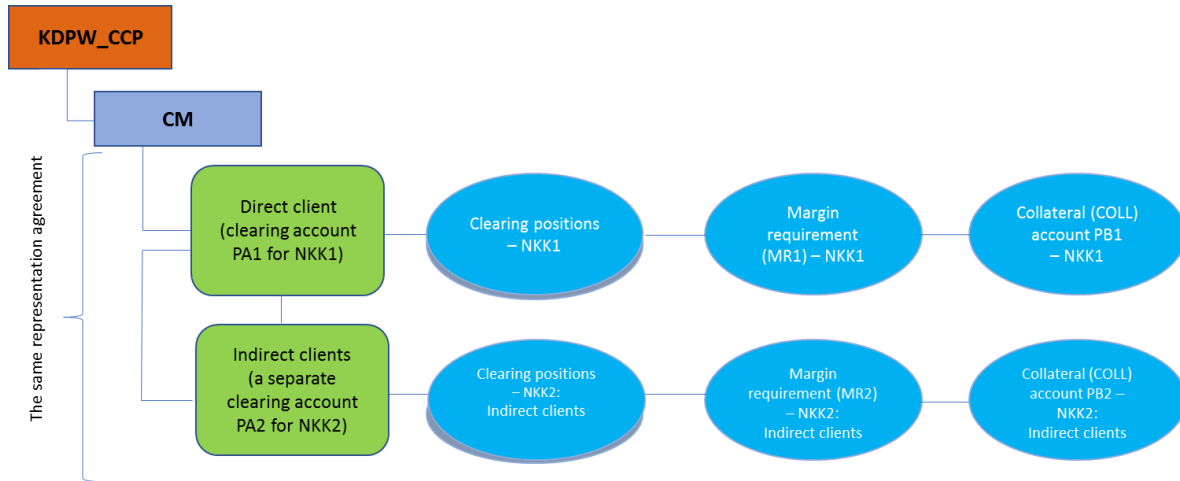 KDPW_CCP
CM
The same representation agreement
Direct client
(clearing account
PA1 for NKK1)
Clearing positions
– NKK1
Margin
requirement
(MR1) – NKK1
Collateral (COLL)
account PB1
– NKK1
Indirect clients
(a separate
clearing account
PA2 for NKK2)
Clearing positions
– NKK2:
Indirect clients
Margin
requirement (MR2)
– NKK2:
Indirect clients
Collateral (COLL)
account PB2 –
NKK2:
Indirect clients